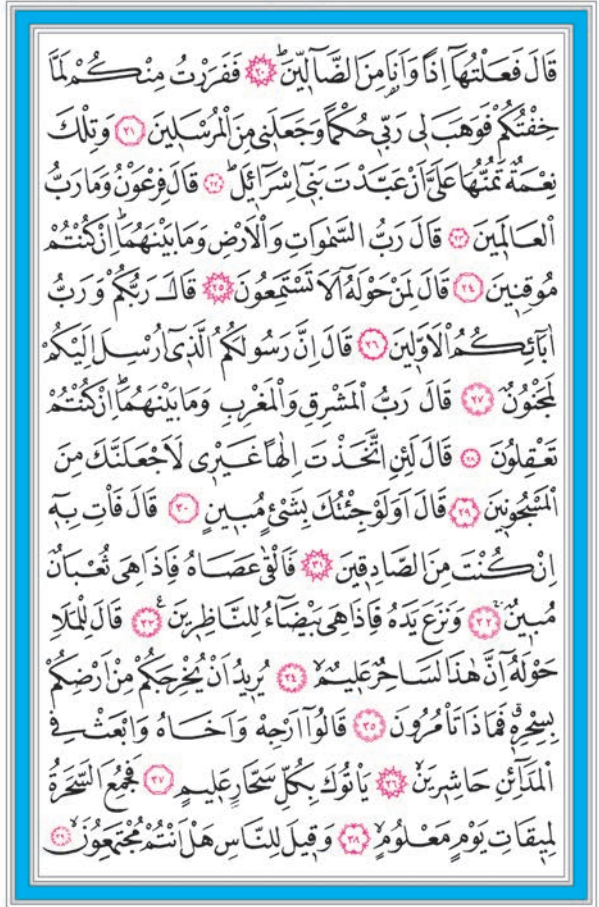 قَالَ فَعَلْتُهَٓا اِذًا وَاَنَا۬ مِنَ الضَّٓالّ۪ينَۜ ﴿٢٠﴾ فَفَرَرْتُ مِنْكُمْ لَمَّا
خِفْتُكُمْ فَوَهَبَ ل۪ي رَبّ۪ي حُكْمًا وَجَعَلَن۪ي مِنَ الْمُرْسَل۪ينَ ﴿٢١﴾ وَتِلْكَ
نِعْمَةٌ تَمُنُّهَا عَلَيَّ اَنْ عَبَّدْتَ بَن۪ٓي اِسْرَٓائ۪لَۜ ﴿٢٢﴾ قَالَ فِرْعَوْنُ وَمَا رَبُّ
الْعَالَم۪ينَ ﴿٢٣﴾ قَالَ رَبُّ السَّمٰوَاتِ وَالْاَرْضِ وَمَا بَيْنَهُمَاۜ اِنْ كُنْتُمْ
مُوقِن۪ينَ ﴿٢٤﴾ قَالَ لِمَنْ حَوْلَهُٓ اَلَا تَسْتَمِعُونَ ﴿٢٥﴾ قَالَ رَبُّكُمْ وَرَبُّ
اٰبَٓائِكُمُ الْاَوَّل۪ينَ ﴿٢٦﴾ قَالَ اِنَّ رَسُولَكُمُ الَّذ۪ٓي اُرْسِلَ اِلَيْكُمْ
لَمَجْنُونٌ ﴿٢٧﴾ قَالَ رَبُّ الْمَشْرِقِ وَالْمَغْرِبِ وَمَا بَيْنَهُمَاۜ اِنْ كُنْتُمْ
تَعْقِلُونَ ﴿٢٨﴾ قَالَ لَئِنِ اتَّخَذْتَ اِلٰهًا غَيْر۪ي لَاَجْعَلَنَّكَ مِنَ
الْمَسْجُون۪ينَ ﴿٢٩﴾ قَالَ اَوَلَوْ جِئْتُكَ بِشَيْءٍ مُب۪ينٍ ﴿٣٠﴾ قَالَ فَأْتِ بِه۪ٓ
اِنْ كُنْتَ مِنَ الصَّادِق۪ينَ ﴿٣١﴾ فَاَلْقٰى عَصَاهُ فَاِذَا هِيَ ثُعْبَانٌ
مُب۪ينٌۚ ﴿٣٢﴾ وَنَزَعَ يَدَهُ فَاِذَا هِيَ بَيْضَٓاءُ لِلنَّاظِر۪ينَ۟ ﴿٣٣﴾ قَالَ لِلْمَلَاِ
حَوْلَهُٓ اِنَّ هٰذَا لَسَاحِرٌ عَل۪يمٌۙ ﴿٣٤﴾ يُر۪يدُ اَنْ يُخْرِجَكُمْ مِنْ اَرْضِكُمْ
بِسِحْرِه۪ۗ فَمَاذَا تَأْمُرُونَ ﴿٣٥﴾ قَالُٓوا اَرْجِهْ وَاَخَاهُ وَابْعَثْ فِي
الْمَدَٓائِنِ حَاشِر۪ينَۙ ﴿٣٦﴾ يَأْتُوكَ بِكُلِّ سَحَّارٍ عَل۪يمٍ ﴿٣٧﴾ فَجُمِعَ السَّحَرَةُ
لِم۪يقَاتِ يَوْمٍ مَعْلُومٍۙ ﴿٣٨﴾ وَق۪يلَ لِلنَّاسِ هَلْ اَنْتُمْ مُجْتَمِعُونَۙ ﴿٣٩﴾